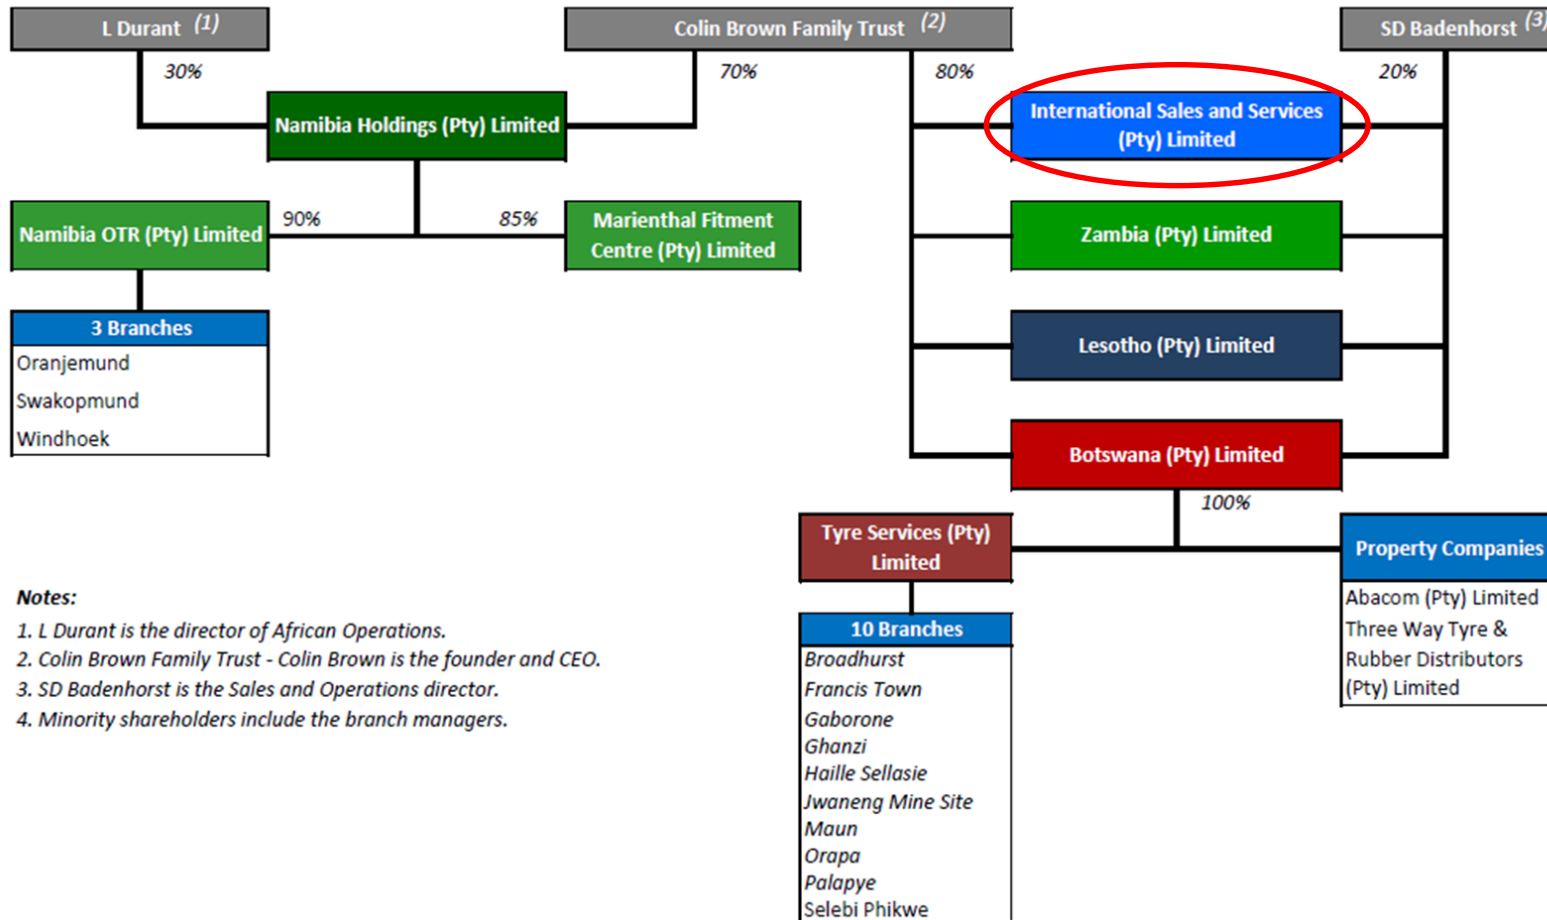 L Durant (1)
Colin Brown Family Trust (2)
SD Badenhorst (3)
30%
70%
80%
20%
Namibia Holdings (Pty) Limited
International Sales and Services
(Pty) Limited
Namibia OTR (Pty) Limited
90%
85%
Marienthal Fitment
Centre (Pty) Limited
Zambia (Pty) Limited
3 Branches
Oranjemund
Swakopmund
Windhoek
Lesotho (Pty) Limited
Botswana (Pty) Limited
100%
Tyre Services (Pty)
Limited
Property Companies
Abacom (Pty) Limited
Three Way Tyre &
Rubber Distributors
(Pty) Limited
10 Branches
Broadhurst
Francis Town
Gaborone
Ghanzi
Haille Sellasie
Jwaneng Mine Site
Maun
Orapa
Palapye
Selebi Phikwe
Notes:
1. L Durant is the director of African Operations.
2. Colin Brown Family Trust - Colin Brown is the founder and CEO.
3. SD Badenhorst is the Sales and Operations director.
4. Minority shareholders include the branch managers.